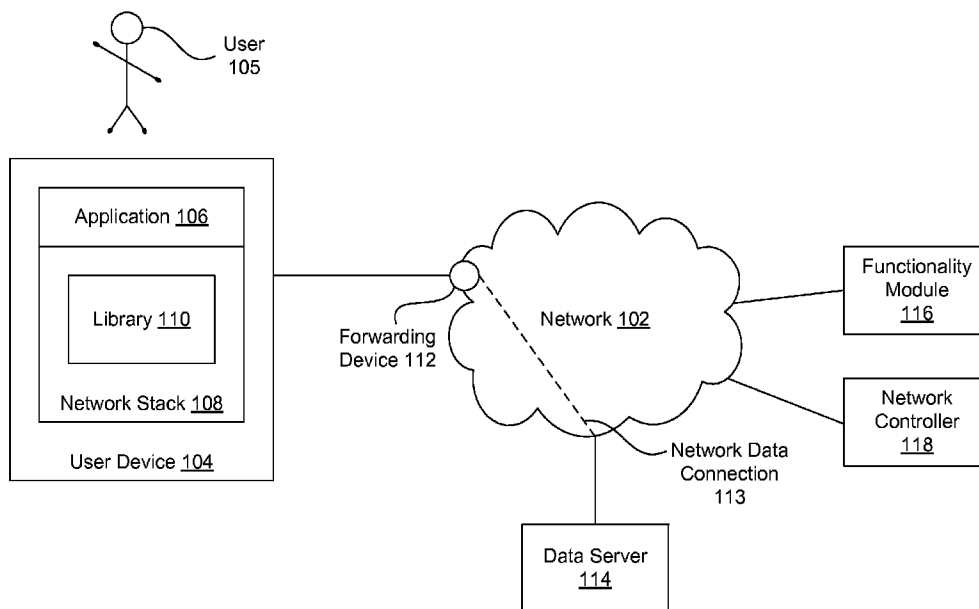 User
105
Application 106
Library 110
Network Stack 108
User Device 104
Forwarding
Device 112
Network 102
Network Data
Connection
113
Data Server
114
Functionality
Module
116
Network
Controller
118